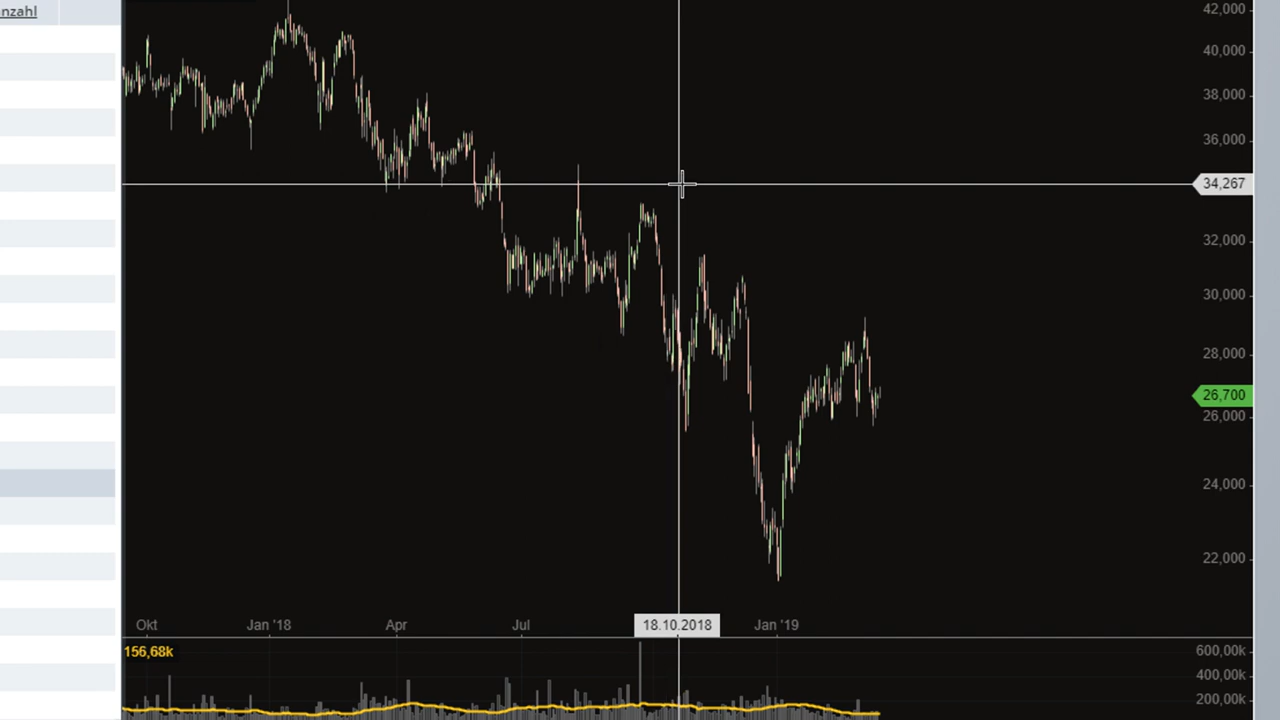 nzahl
42,000
40,000
38,000
36,000
34,267
32,000
30,000
28,000
26,700
26,000
24,000
22,000
Okt Jan '18 Apr Jul 18.10.2018 Jan '19
156,68k
600,00k
400,00k
200,00k